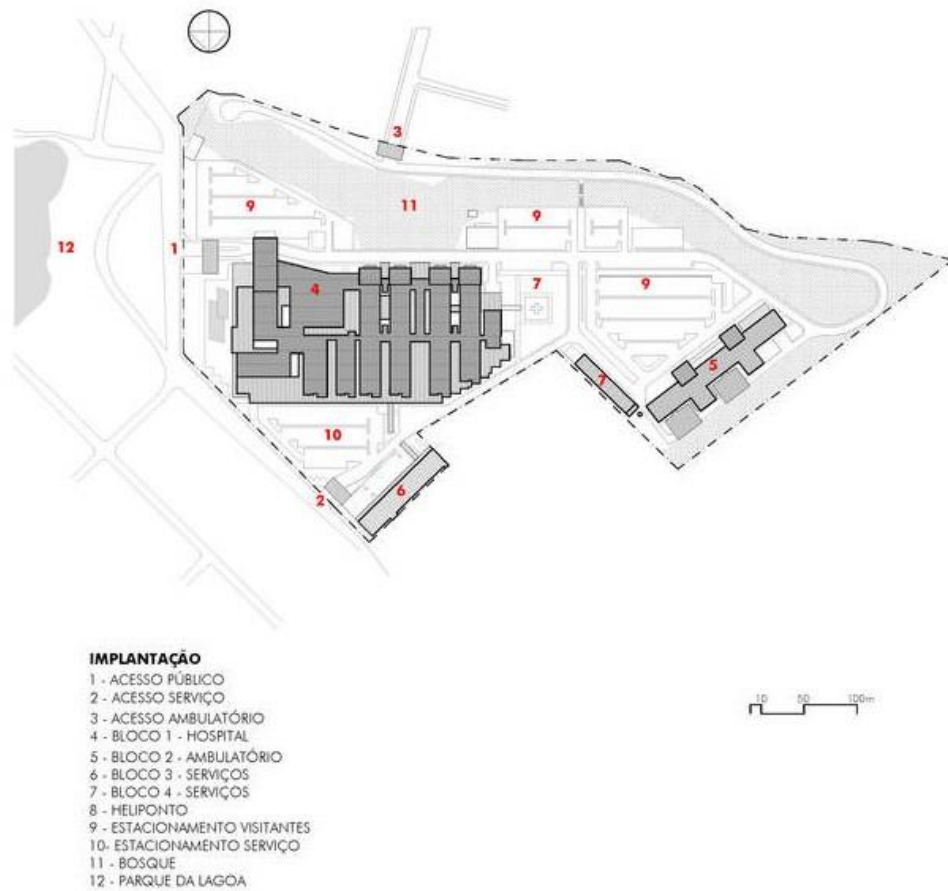 3
9
11
9
12
1
4
7
9
5
7
10
2
6
IMPLANTAÇÃO
1 - ACESSO PÚBLICO
2 - ACESSO SERVIÇO
3 - ACESSO AMBULATÓRIO
4 - BLOCO 1 - HOSPITAL
5 - BLOCO 2 - AMBULATÓRIO
6 - BLOCO 3 - SERVIÇOS
7 - BLOCO 4 - SERVIÇOS
8 - HELIPONTO
9 - ESTACIONAMENTO VISITANTES
10- ESTACIONAMENTO SERVIÇO
11 - BOSQUE
12 - PARQUE DA LAGOA
10 50 100m